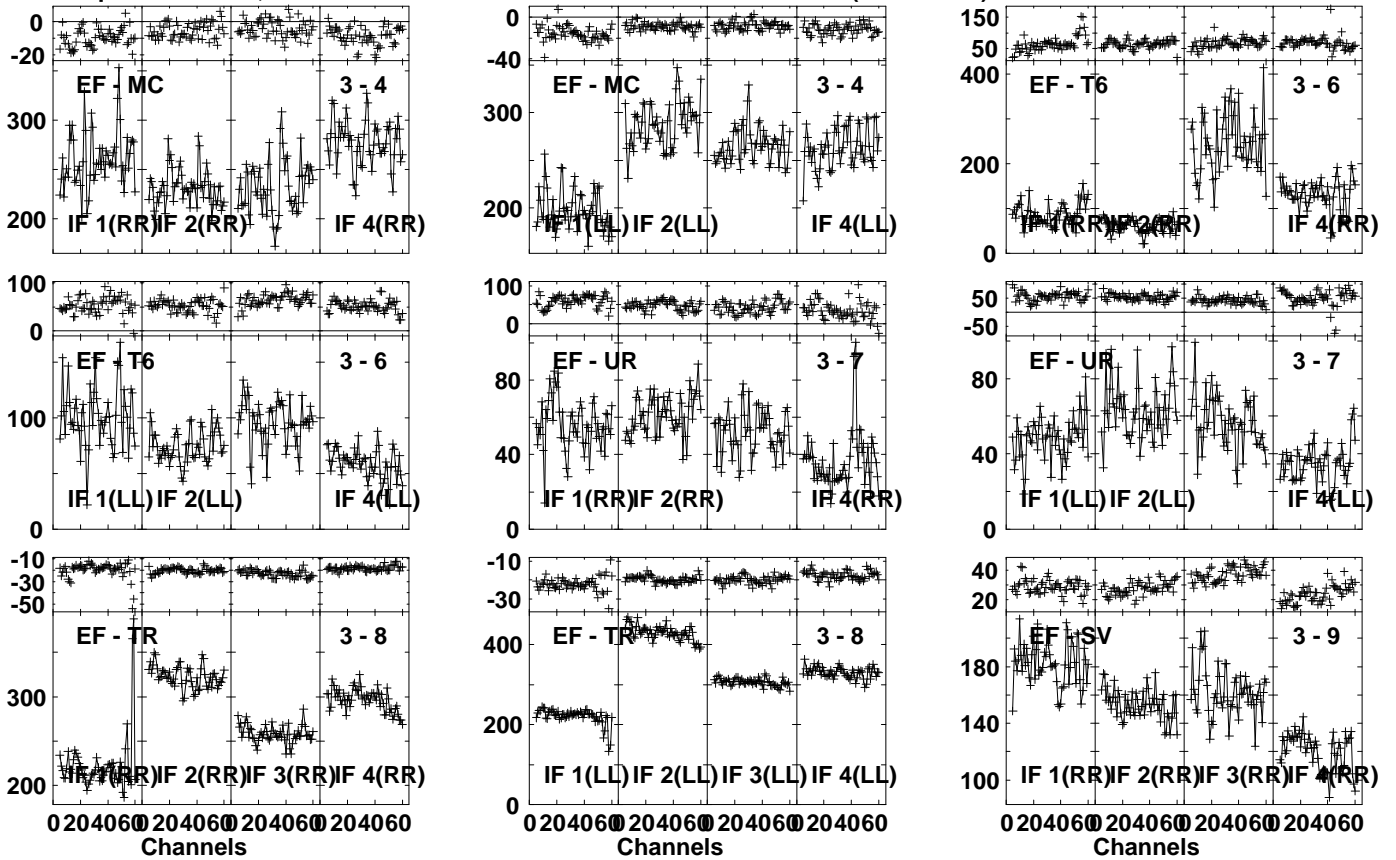 0
-20
EF - MC 3 - 4
300
200
IF 1(RR) IF 2(RR) IF 4(RR)
0
-40
EF - MC 3 - 4
300
200
IF 1(LL) IF 2(LL) IF 4(LL)
150
50
EF - T6 3 - 6
400
200
0
IF 1(RR) IF 2(RR) IF 4(RR)
100
0
EF - T6 3 - 6
100
0
IF 1(LL) IF 2(LL) IF 4(LL)
100
0
EF - UR 3 - 7
80
40
0
IF 1(RR) IF 2(RR) IF 4(RR)
50
-50
EF - UR 3 - 7
80
40
0
IF 1(LL) IF 2(LL) IF 4(LL)
-10
-30
-50
EF - TR 3 - 8
300
200
IF 1(RR) IF 2(RR) IF 3(RR) IF 4(RR)
0 204060 0 204060 0 204060 0 204060
Channels
-10
-30
EF - TR 3 - 8
400
200
0
IF 1(LL) IF 2(LL) IF 3(LL) IF 4(LL)
0 204060 0 204060 0 204060 0 204060
Channels
40
20
EF - SV 3 - 9
180
140
100
IF 1(RR) IF 2(RR) IF 3(RR) IF 4(RR)
0 204060 0 204060 0 204060 0 204060
Channels